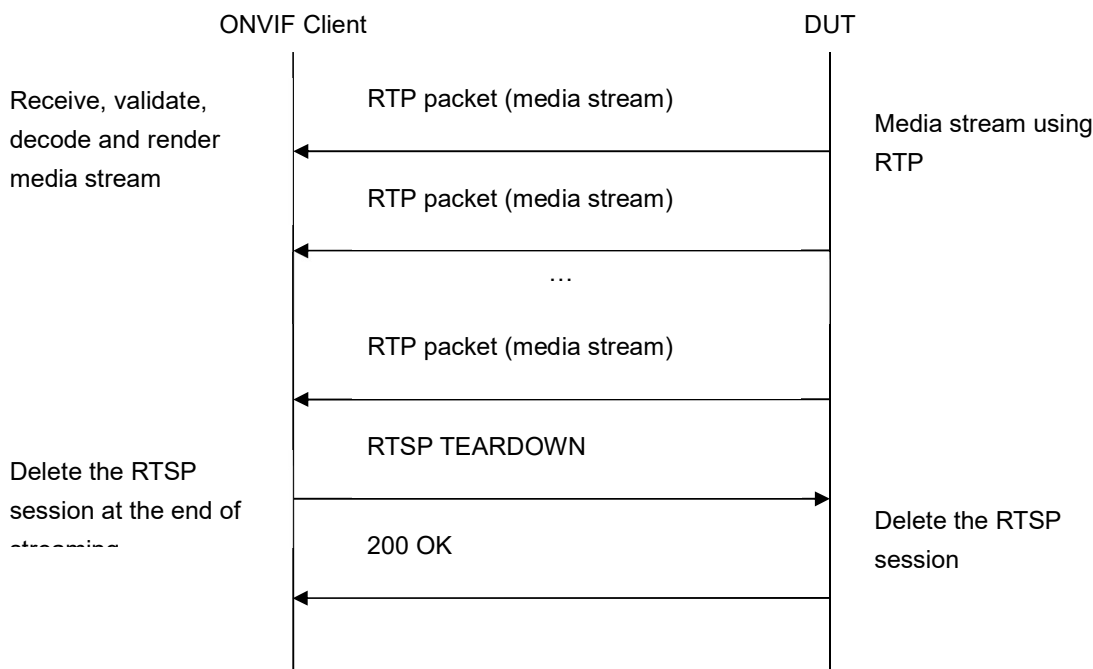 ONVIF Client
DUT
Receive, validate,
decode and render
media stream
RTP packet (media stream)
Media stream using
RTP
RTP packet (media stream)
…
RTP packet (media stream)
RTSP TEARDOWN
Delete the RTSP
session at the end of
streaming
200 OK
Delete the RTSP
session